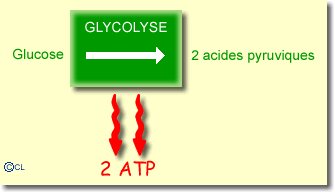 GLYCOLYSE
Glucose
2 acides pyruviques
2 ATP
©CL